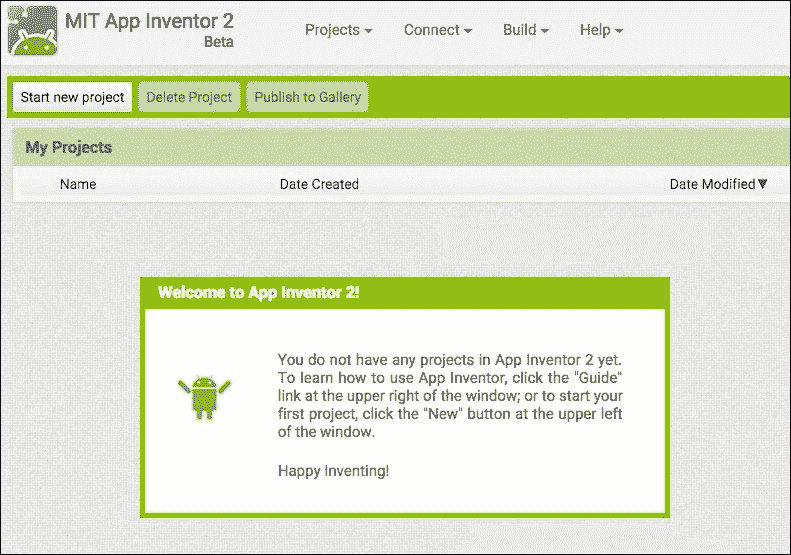 MIT App Inventor 2
Beta
Projects Connect Build Help
Start new project Delete Project Publish to Gallery
My Projects
Name Date Created Date Modified
Welcome to App Inventor 2!
You do not have any projects in App Inventor 2 yet.
To learn how to use App Inventor, click the "Guide"
link at the upper right of the window; or to start your
first project, click the "New" button at the upper left
of the window.
Happy Inventing!